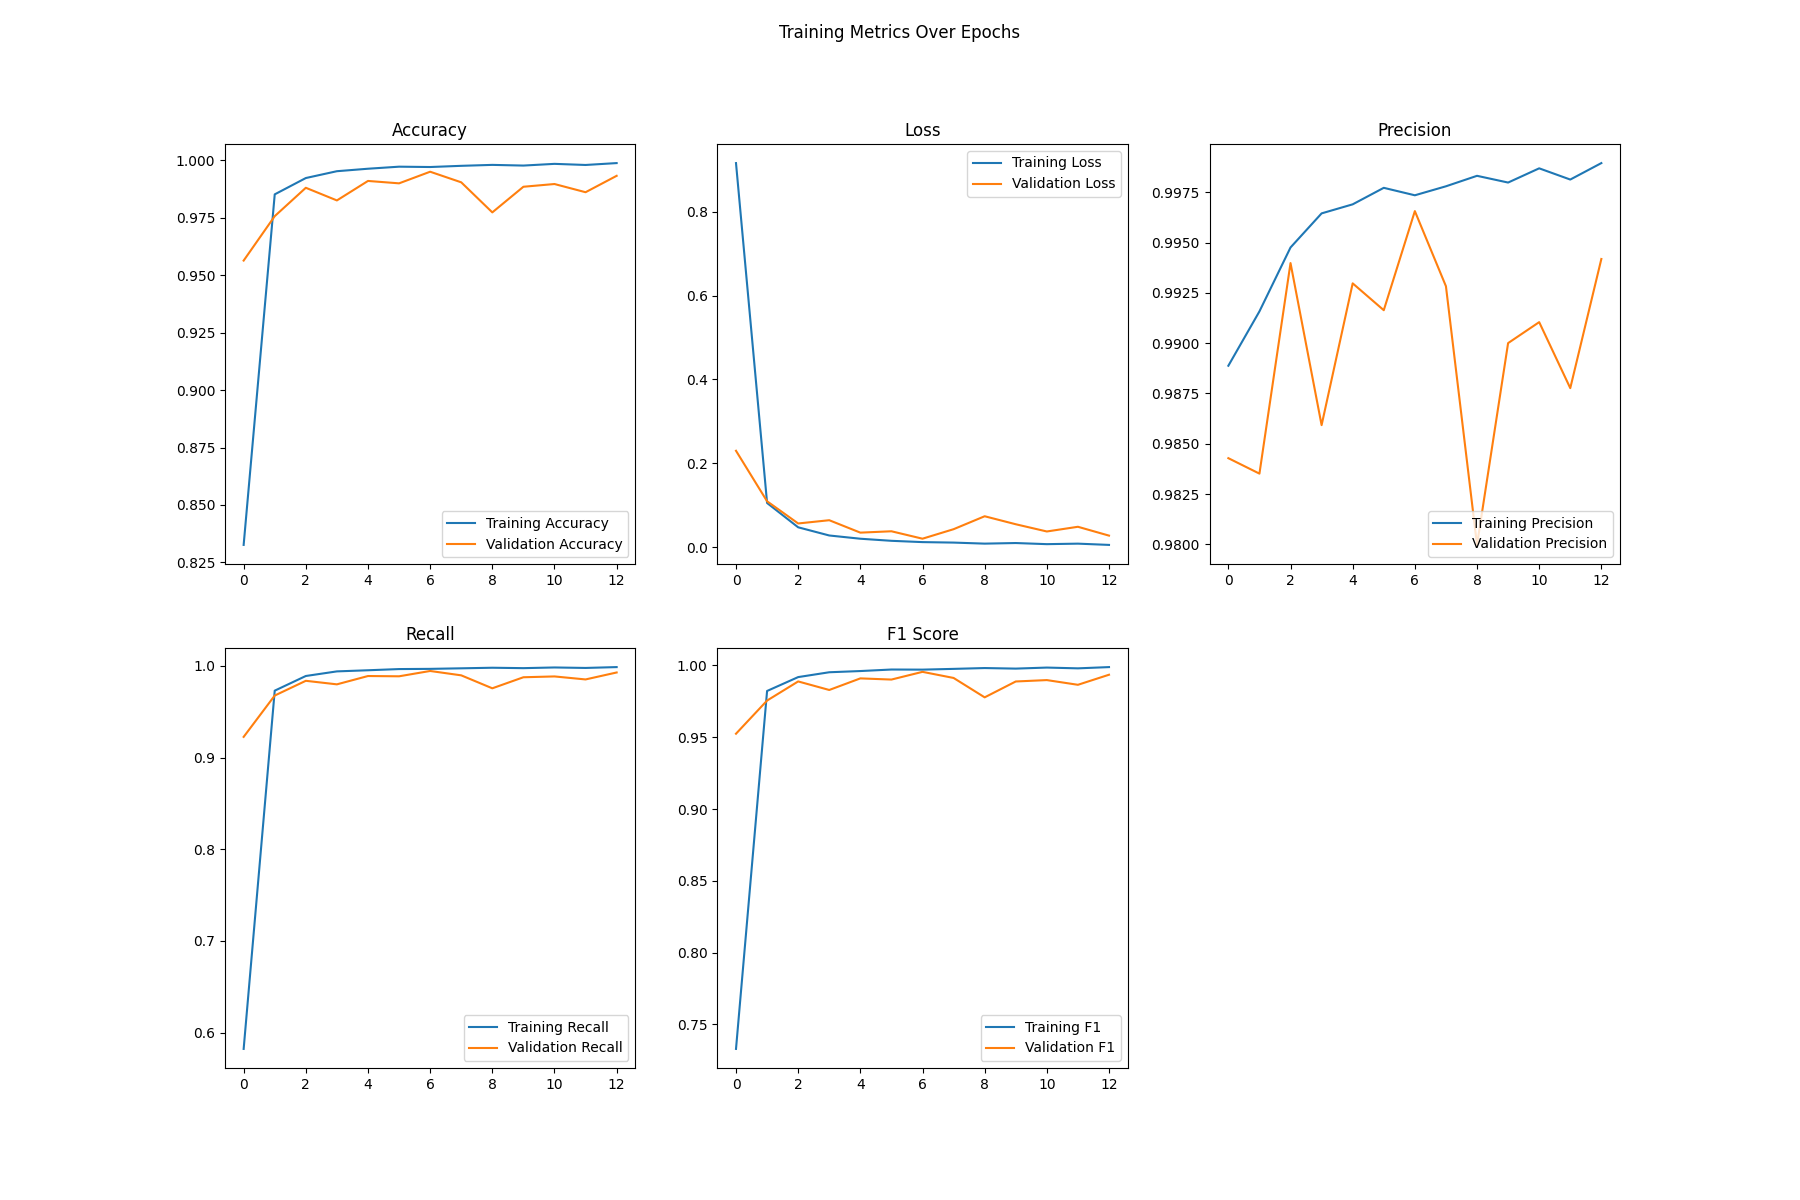 Training Metrics Over Epochs
Accuracy
1.000
0.975
0.950
0.925
0.900
0.875
0.850
0.825
0 2 4 6 8 10 12
Training Accuracy
Validation Accuracy
Loss
0.8
0.6
0.4
0.2
0.0
0 2 4 6 8 10 12
Training Loss
Validation Loss
Precision
0.9975
0.9950
0.9925
0.9900
0.9875
0.9850
0.9825
0.9800
0 2 4 6 8 10 12
Training Precision
Validation Precision
Recall
1.0
0.9
0.8
0.7
0.6
0 2 4 6 8 10 12
Training Recall
Validation Recall
F1 Score
1.00
0.95
0.90
0.85
0.80
0.75
0 2 4 6 8 10 12
Training F1
Validation F1